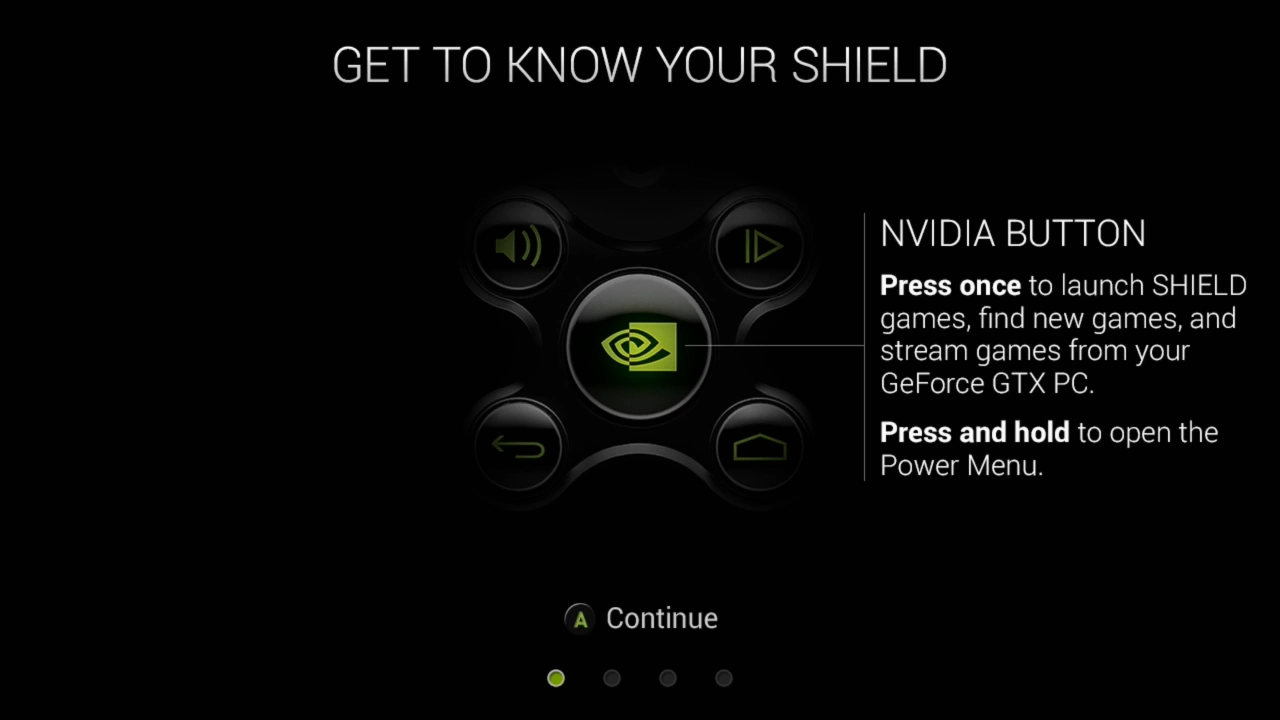 GET TO KNOW YOUR SHIELD
NVIDIA BUTTON
Press once to launch SHIELD
games, find new games, and
stream games from your
GeForce GTX PC.
Press and hold to open the
Power Menu.
A Continue